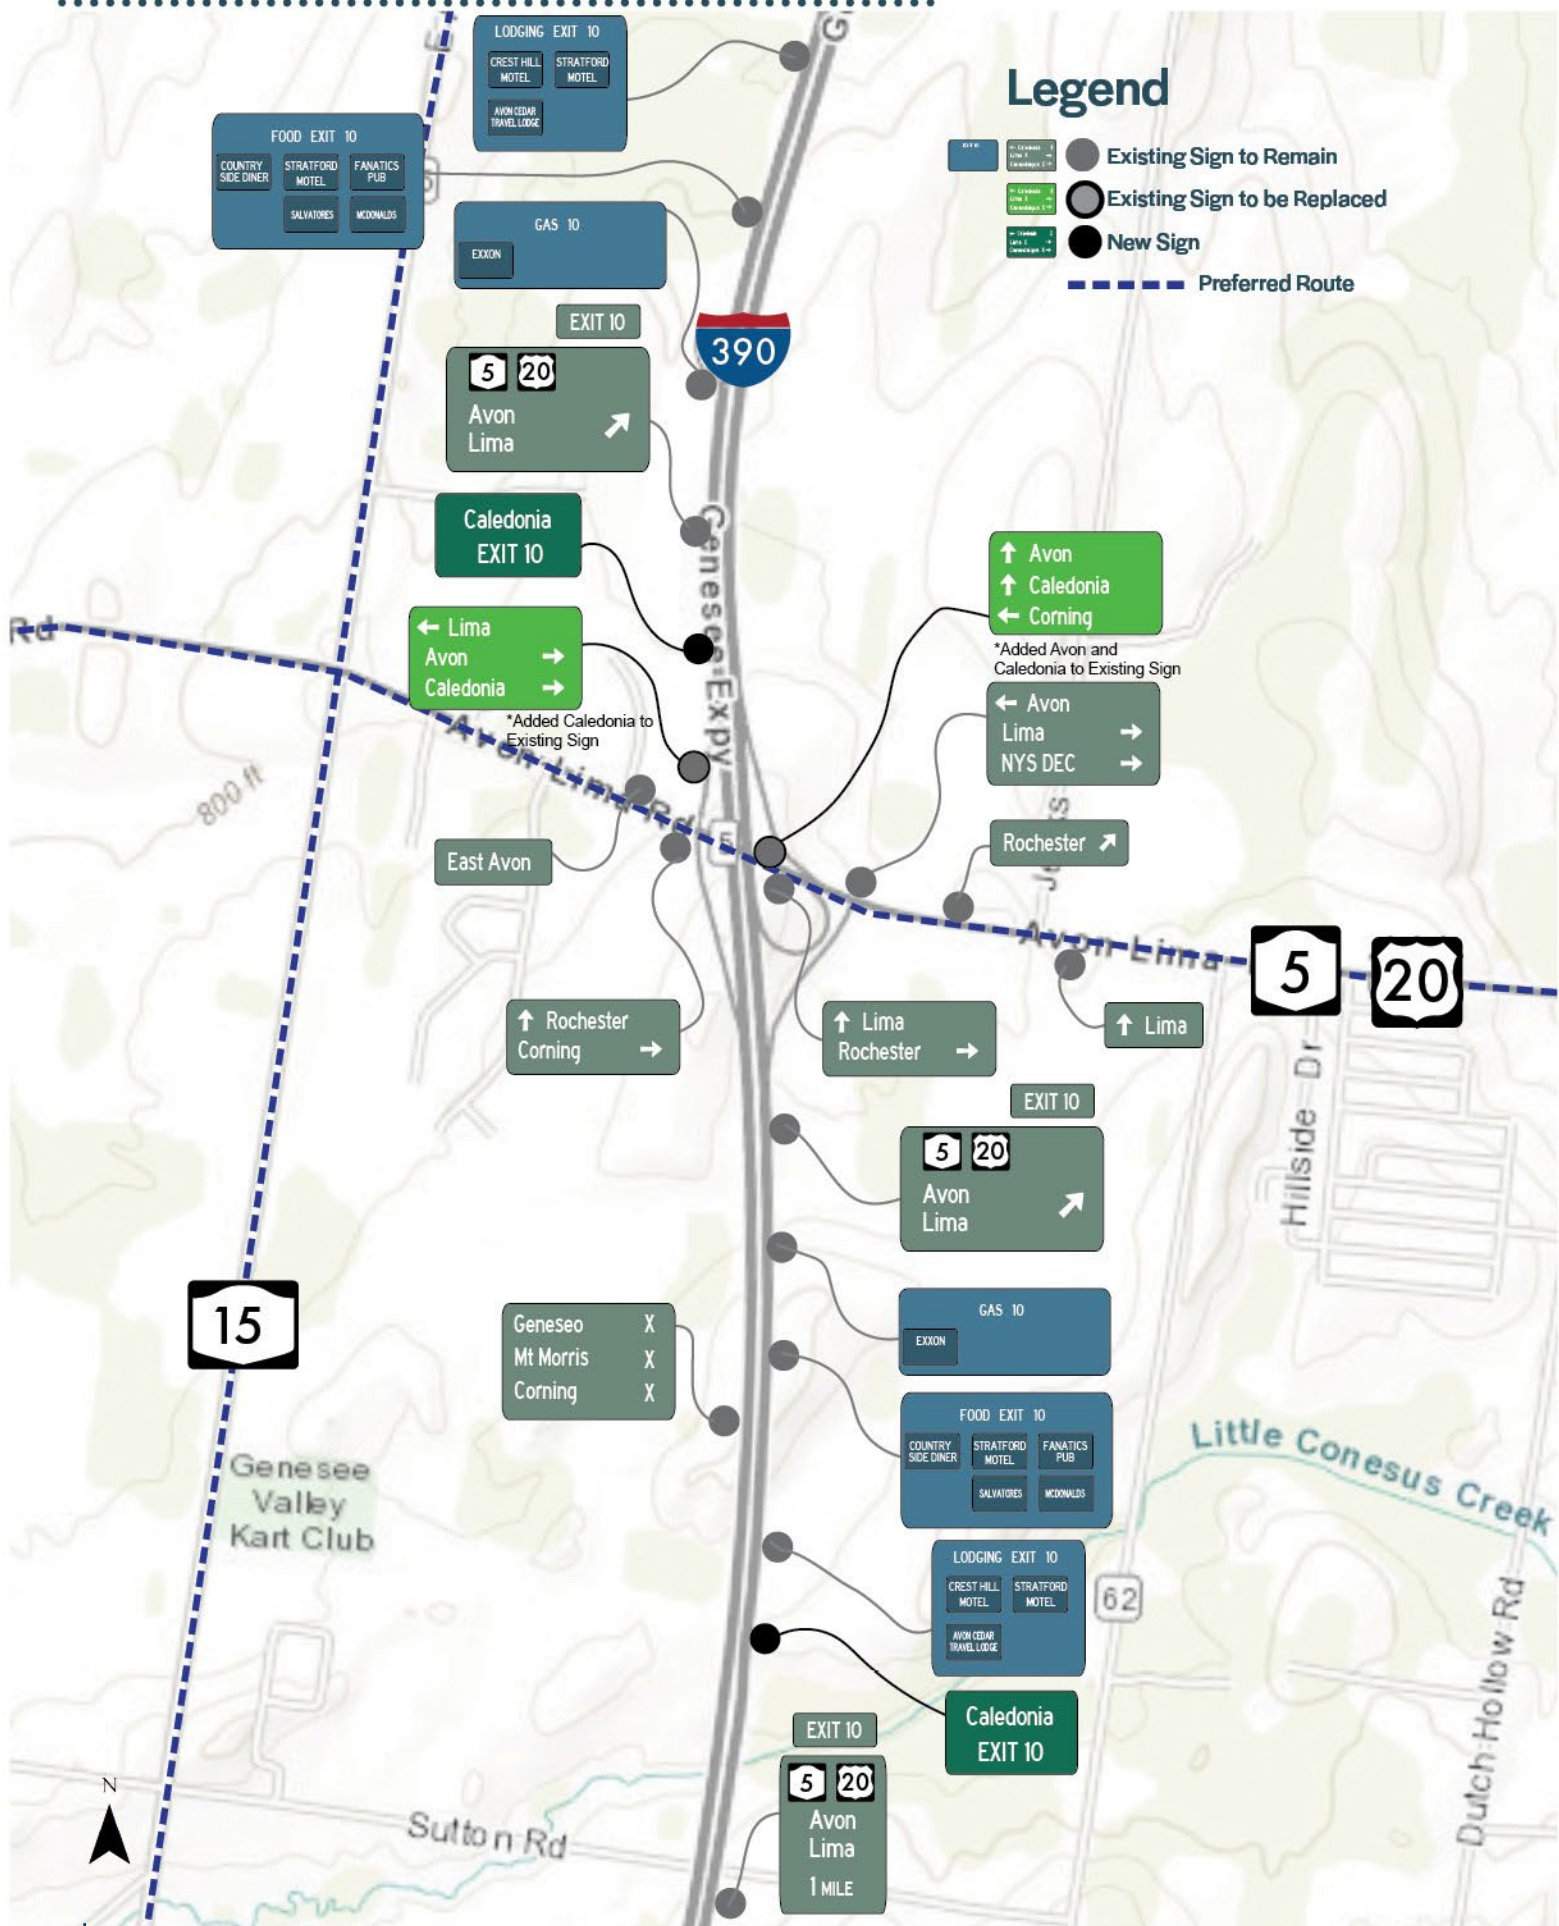 LODGING EXIT 10
CREST HILL
MOTEL
STRATFORD
MOTEL
AVON CEDAR
TRAVEL LODGE
Legend
Existing Sign to Remain
Existing Sign to be Replaced
New Sign
Preferred Route
FOOD EXIT 10
COUNTRY
SIDE DINER
STRATFORD
MOTEL
FANATICS
PUB
SALVATORES
MCDONALDS
GAS 10
EXXON
EXIT 10
390
5 20
Avon
Lima
Caledonia
EXIT 10
Genesee Expy
↑ Avon
↑ Caledonia
← Corning
*Added Avon and
Caledonia to Existing Sign
← Lima
Avon →
Caledonia →
*Added Caledonia to
Existing Sign
Rd
Avon Lima Rd
5
← Avon
Lima →
NYS DEC →
800 ft
East Avon
Rochester ↗
Avon Lima
5
20
↑ Rochester
Corning →
↑ Lima
Rochester →
↑ Lima
Hillside Dr
EXIT 10
5 20
Avon
Lima
15
Geneseo X
Mt Morris X
Corning X
GAS 10
EXXON
FOOD EXIT 10
COUNTRY
SIDE DINER
STRATFORD
MOTEL
FANATICS
PUB
SALVATORES
MCDONALDS
Little Conesus Creek
Genesee
Valley
Kart Club
LODGING EXIT 10
CREST HILL
MOTEL
STRATFORD
MOTEL
AVON CEDAR
TRAVEL LODGE
62
Dutch Hollow Rd
Caledonia
EXIT 10
EXIT 10
5 20
Avon
Lima
1 MILE
N
Sutton Rd